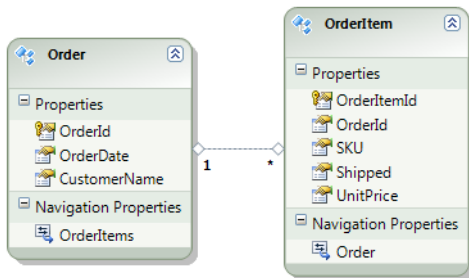 Order
Properties
OrderId
OrderDate
CustomerName
Navigation Properties
OrderItems
1
*
OrderItem
Properties
OrderItemId
OrderId
SKU
Shipped
UnitPrice
Navigation Properties
Order